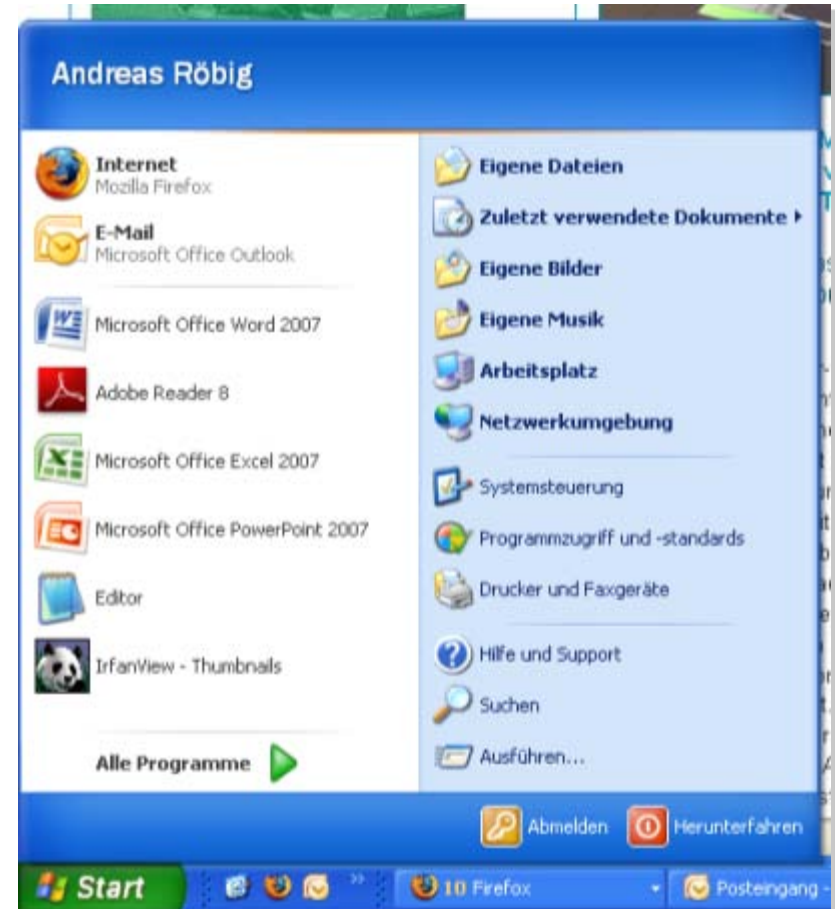 Andreas Röbig
Internet
Mozilla Firefox
E-Mail
Microsoft Office Outlook
Microsoft Office Word 2007
Adobe Reader 8
Microsoft Office Excel 2007
Microsoft Office PowerPoint 2007
Editor
IrfanView - Thumbnails
Alle Programme
Eigene Dateien
Zuletzt verwendete Dokumente
Eigene Bilder
Eigene Musik
Arbeitsplatz
Netzwerkumgebung
Systemsteuerung
Programmzugriff und -standards
Drucker und Faxgeräte
Hilfe und Support
Suchen
Ausführen...
Abmelden
Herunterfahren
Start
10 Firefox
Posteingang -